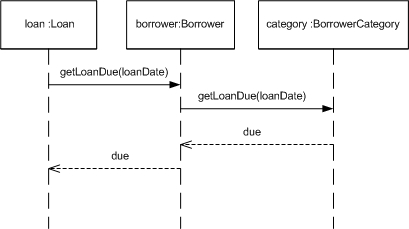 loan :Loan
borrower:Borrower
category :BorrowerCategory
getLoanDue(loanDate)
getLoanDue(loanDate)
due
due